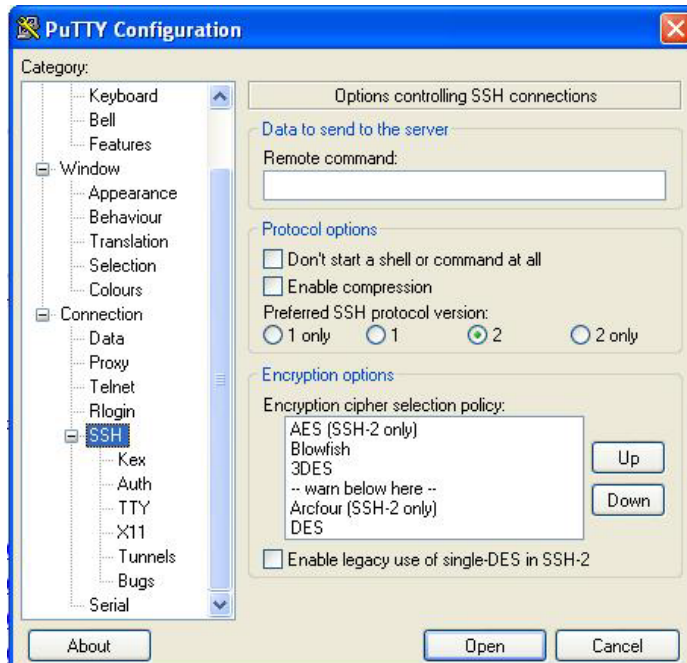 PuTTY Configuration
Category:
Keyboard
Bell
Features
Window
Appearance
Behaviour
Translation
Selection
Colours
Connection
Data
Proxy
Telnet
Rlogin
SSH
Kex
Auth
TTY
X11
Tunnels
Bugs
Serial
Options controlling SSH connections
Data to send to the server
Remote command:
Protocol options
Don't start a shell or command at all
Enable compression
Preferred SSH protocol version:
1 only 1 2 2 only
Encryption options
Encryption cipher selection policy:
AES (SSH-2 only)
Blowfish
3DES
-- warn below here --
Arcfour (SSH-2 only)
DES
Up
Down
Enable legacy use of single-DES in SSH-2
About Open Cancel